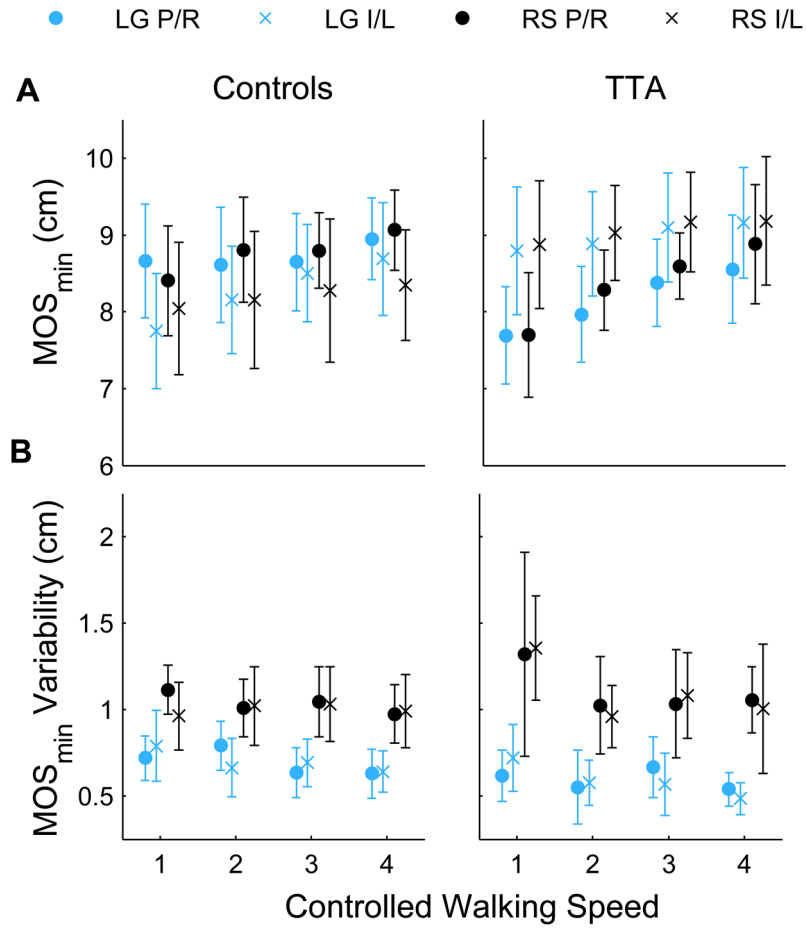 LG P/R LG I/L RS P/R RS I/L
A Controls TTA
MOSmin (cm)
10
9
8
7
6
B
MOSmin Variability (cm)
2
1.5
1
0.5
1 2 3 4 1 2 3 4
Controlled Walking Speed